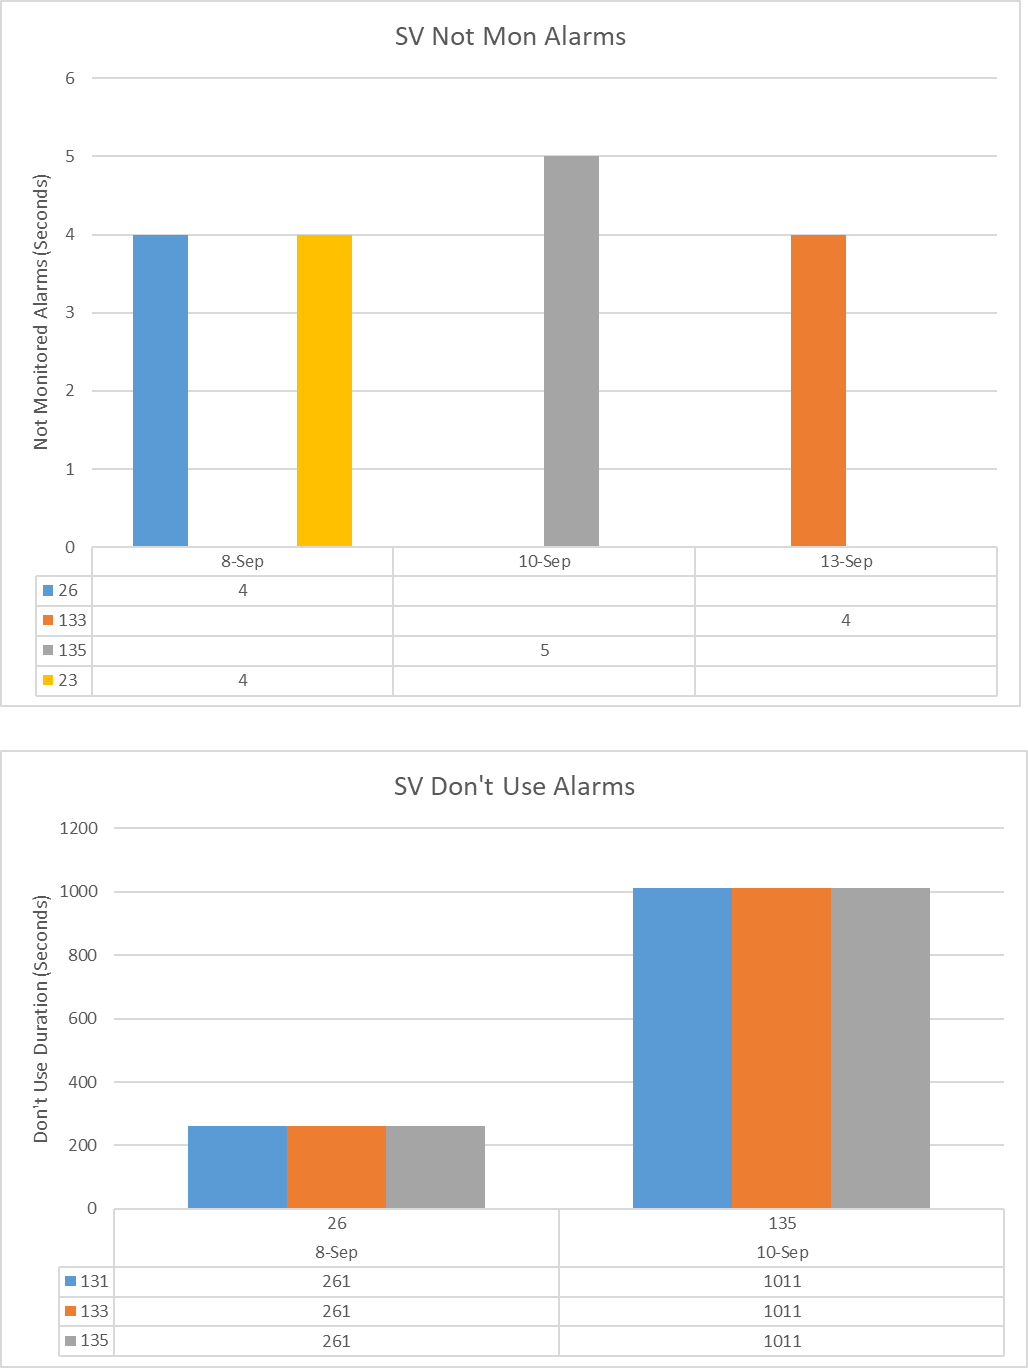 SV Not Mon Alarms
Not Monitored Alarms (Seconds)
6
5
4
3
2
1
0
8-Sep 10-Sep 13-Sep
26 4
133 4
135 5
23 4
SV Don't Use Alarms
Don't Use Duration (Seconds)
1200
1000
800
600
400
200
0
26 135
8-Sep 10-Sep
131 261 1011
133 261 1011
135 261 1011